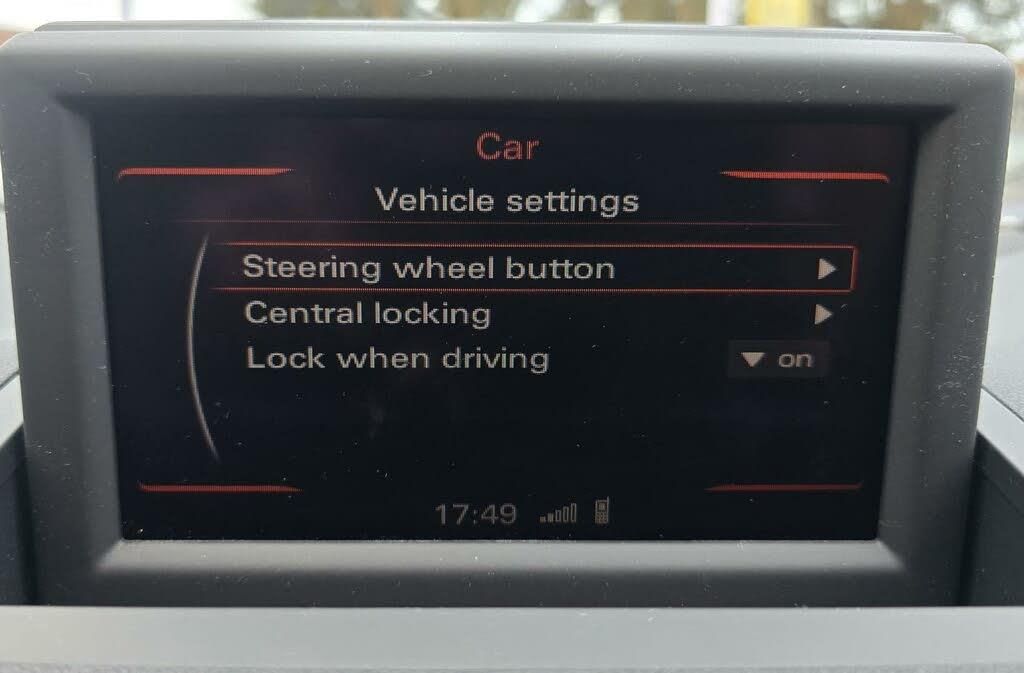 Car
Vehicle settings
Steering wheel button
Central locking
Lock when driving on
17:49